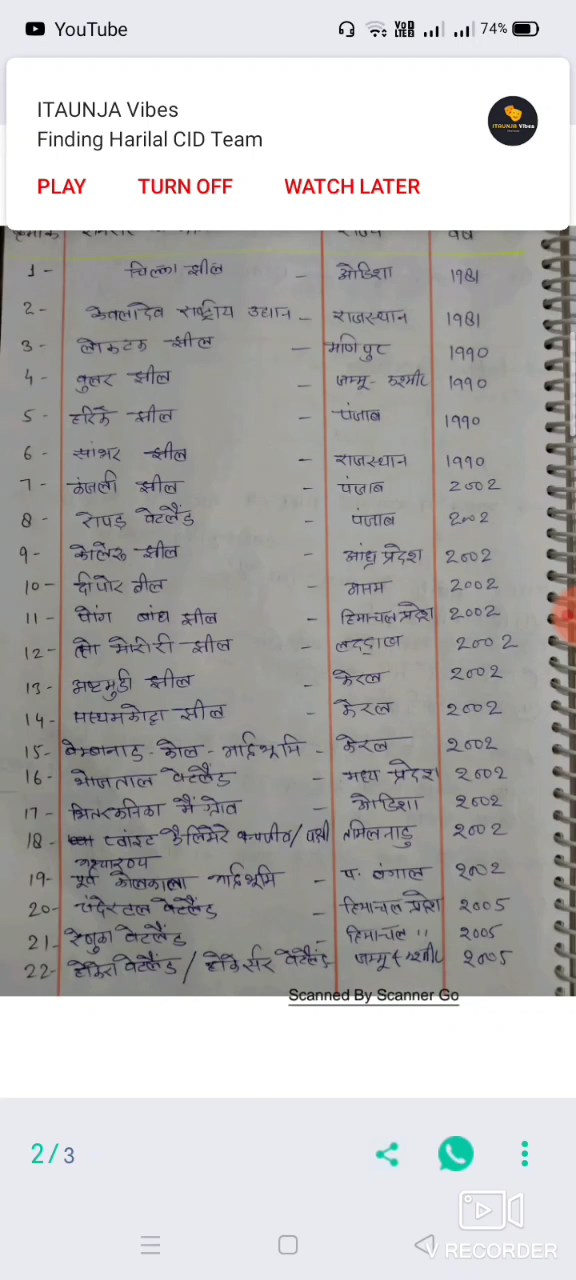 YouTube
VoD LTE2 74%
ITAUNJA Vibes
Finding Harilal CID Team
ITAUNJA Vibes
PLAY TURN OFF WATCH LATER
1- चिल्का झील - ओडिशा 1981
2- केवलादेव राष्ट्रीय उद्यान - राजस्थान 1981
3- लोकटक झील - मणिपुर 1990
4- वुलर झील - जम्मू-कश्मीर 1990
5- हरिके झील - पंजाब 1990
6- सांभर झील - राजस्थान 1990
7- कंजली झील - पंजाब 2002
8- रोपड़ वेटलैंड - पंजाब 2002
9- कोलेरु झील - आंध्र प्रदेश 2002
10- दीपोर बील - असम 2002
11- पोंग बांध झील - हिमाचल प्रदेश 2002
12- त्सो मोरीरी झील - लद्दाख 2002
13- अष्टमुडी झील - केरल 2002
14- सस्थमकोट्टा झील - केरल 2002
15- वेम्बनाड-कोल-आर्द्रभूमि - केरल 2002
16- भोजताल वेटलैंड - मध्य प्रदेश 2002
17- भितरकनिका मैंग्रोव - ओडिशा 2002
18- प्वांइट कैलिमेरे वन्यजीव/पक्षी तमिलनाडु 2002
अभ्यारण्य
19- पूर्व कोलकाता आर्द्रभूमि - प. बंगाल 2002
20- चंदेरटल वेटलैंड - हिमाचल प्रदेश 2005
21- रेणुका वेटलैंड - हिमाचल " 2005
22- होकेरा वेटलैंड / होकेर्सर वेटलैंड जम्मू + कश्मीर 2005
Scanned By Scanner Go
2/3
V RECORDER